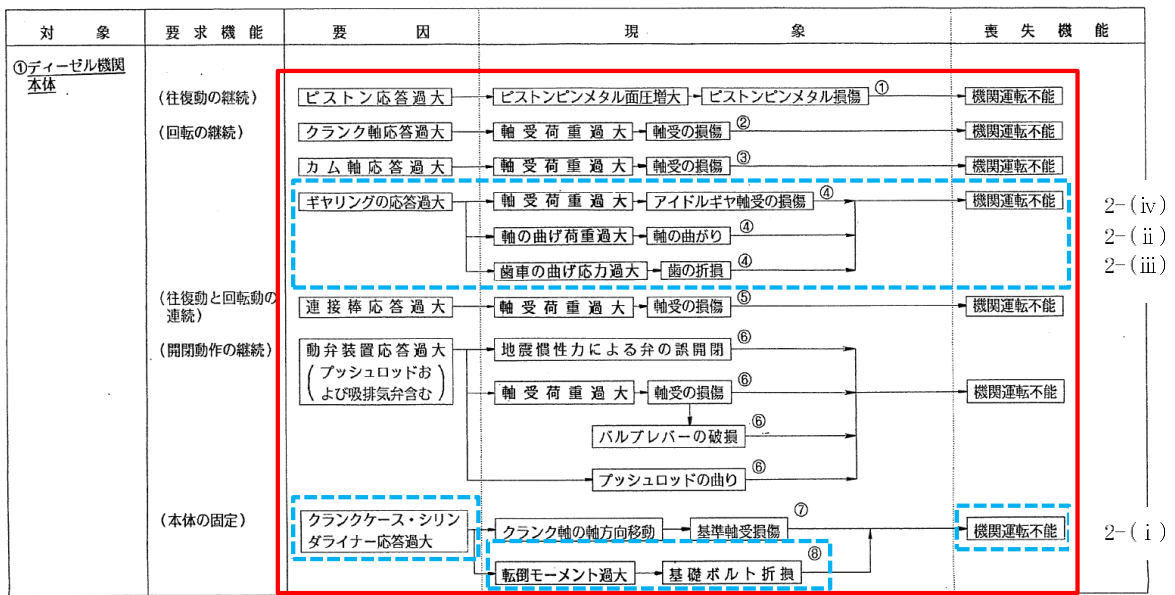 対象 要求機能 要因 現象 喪失機能
①ディーゼル機関
本体
(往復動の継続) ピストン応答過大 ピストンピンメタル面圧増大 ピストンピンメタル損傷 ① 機関運転不能
(回転の継続) クランク軸応答過大 軸受荷重過大 軸受の損傷 ② 機関運転不能
カム軸応答過大 軸受荷重過大 軸受の損傷 ③ 機関運転不能
ギヤリングの応答過大 軸受荷重過大 アイドルギヤ軸受の損傷 ④ 機関運転不能 2-(ⅳ)
軸の曲げ荷重過大 軸の曲がり ④ 2-(ⅱ)
歯車の曲げ応力過大 歯の折損 ④ 2-(ⅲ)
(往復動と回転動の
連続) 連接棒応答過大 軸受荷重過大 軸受の損傷 ⑤ 機関運転不能
(開閉動作の継続) 動弁装置応答過大 地震慣性力による弁の誤開閉 ⑥
(プッシュロッドお
よび吸排気弁含む) 軸受荷重過大 軸受の損傷 ⑥ 機関運転不能
バルブレバーの破損 ⑥
プッシュロッドの曲り ⑥
(本体の固定) クランクケース・シリン
ダライナー応答過大 クランク軸の軸方向移動 基準軸受損傷 ⑦ 機関運転不能 2-(ⅰ)
転倒モーメント過大 基礎ボルト折損 ⑧